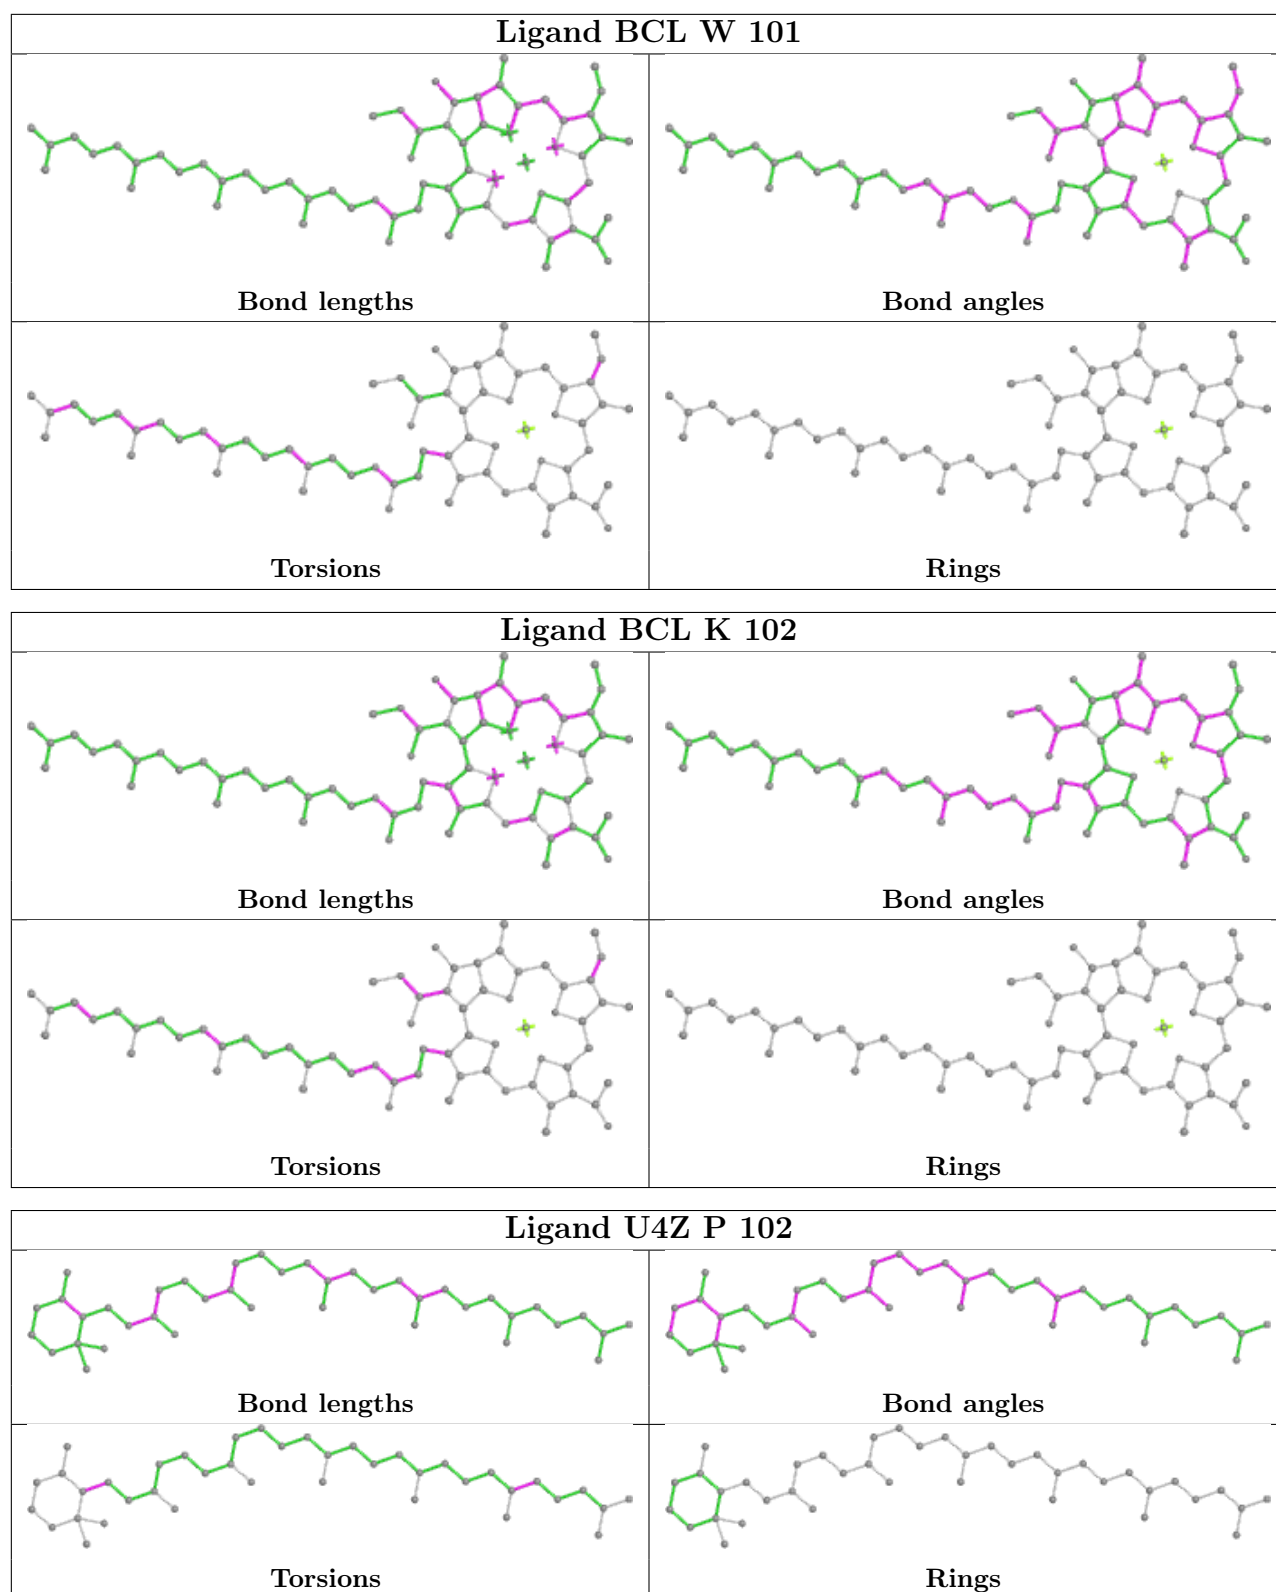 Ligand BCL W 101
Bond lengths
Bond angles
Torsions
Rings
Ligand BCL K 102
Bond lengths
Bond angles
Torsions
Rings
Ligand U4Z P 102
Bond lengths
Bond angles
Torsions
Rings